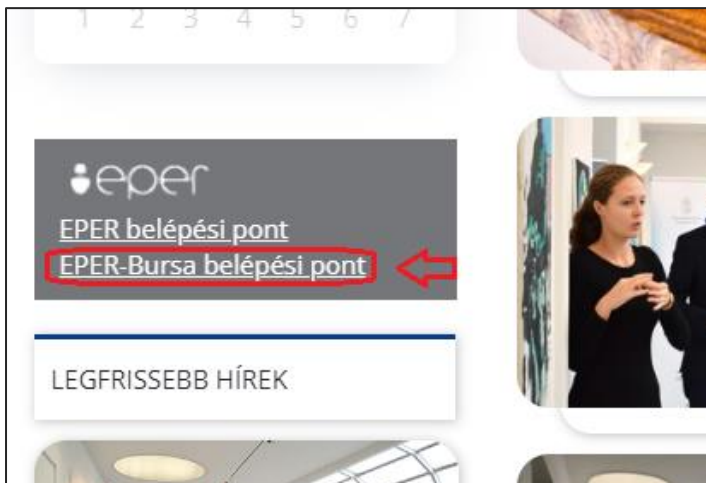 1 2 3 4 5 6 7
eper
EPER belépési pont
EPER-Bursa belépési pont
LEGFRISSEBB HÍREK